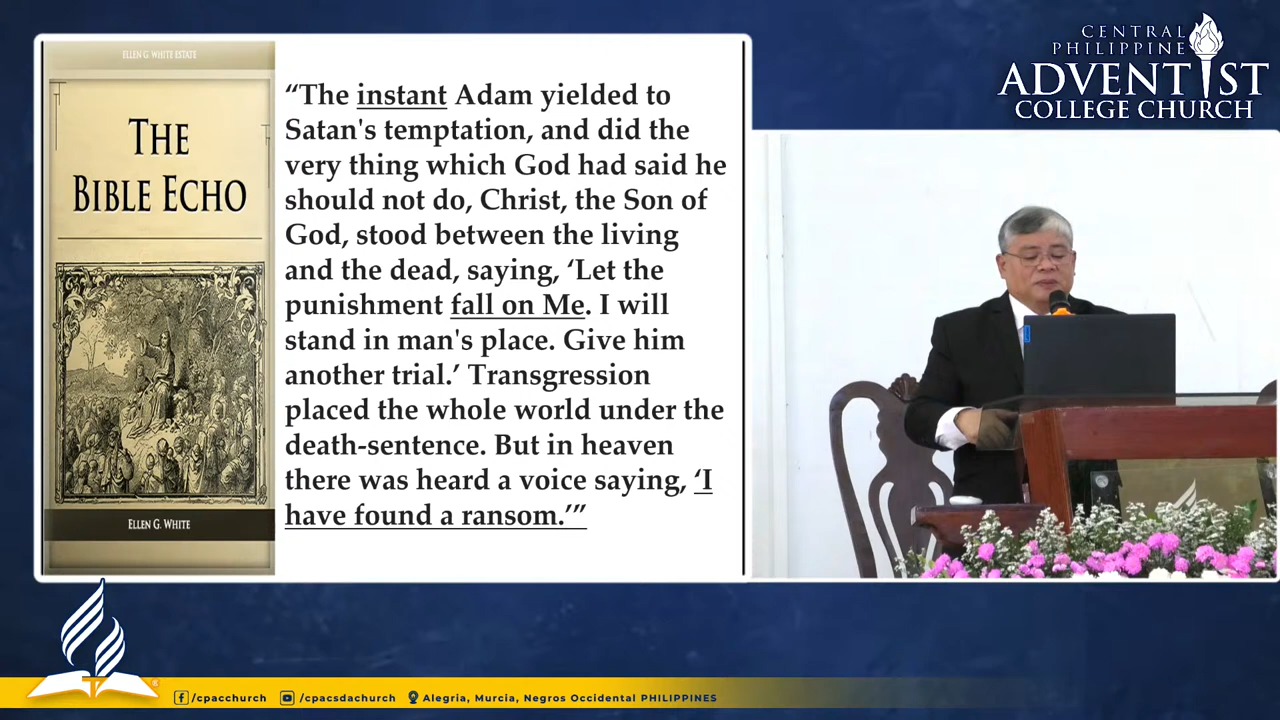 ELLEN G. WHITE ESTATE
THE
BIBLE ECHO
ELLEN G. WHITE
“The instant Adam yielded to
Satan's temptation, and did the
very thing which God had said he
should not do, Christ, the Son of
God, stood between the living
and the dead, saying, ‘Let the
punishment fall on Me. I will
stand in man's place. Give him
another trial.’ Transgression
placed the whole world under the
death-sentence. But in heaven
there was heard a voice saying, ‘I
have found a ransom.’”
CENTRAL
PHILIPPINE
ADVENTIST
COLLEGE CHURCH
/cpacchurch
/cpacsdachurch
Alegria, Murcia, Negros Occidental PHILIPPINES